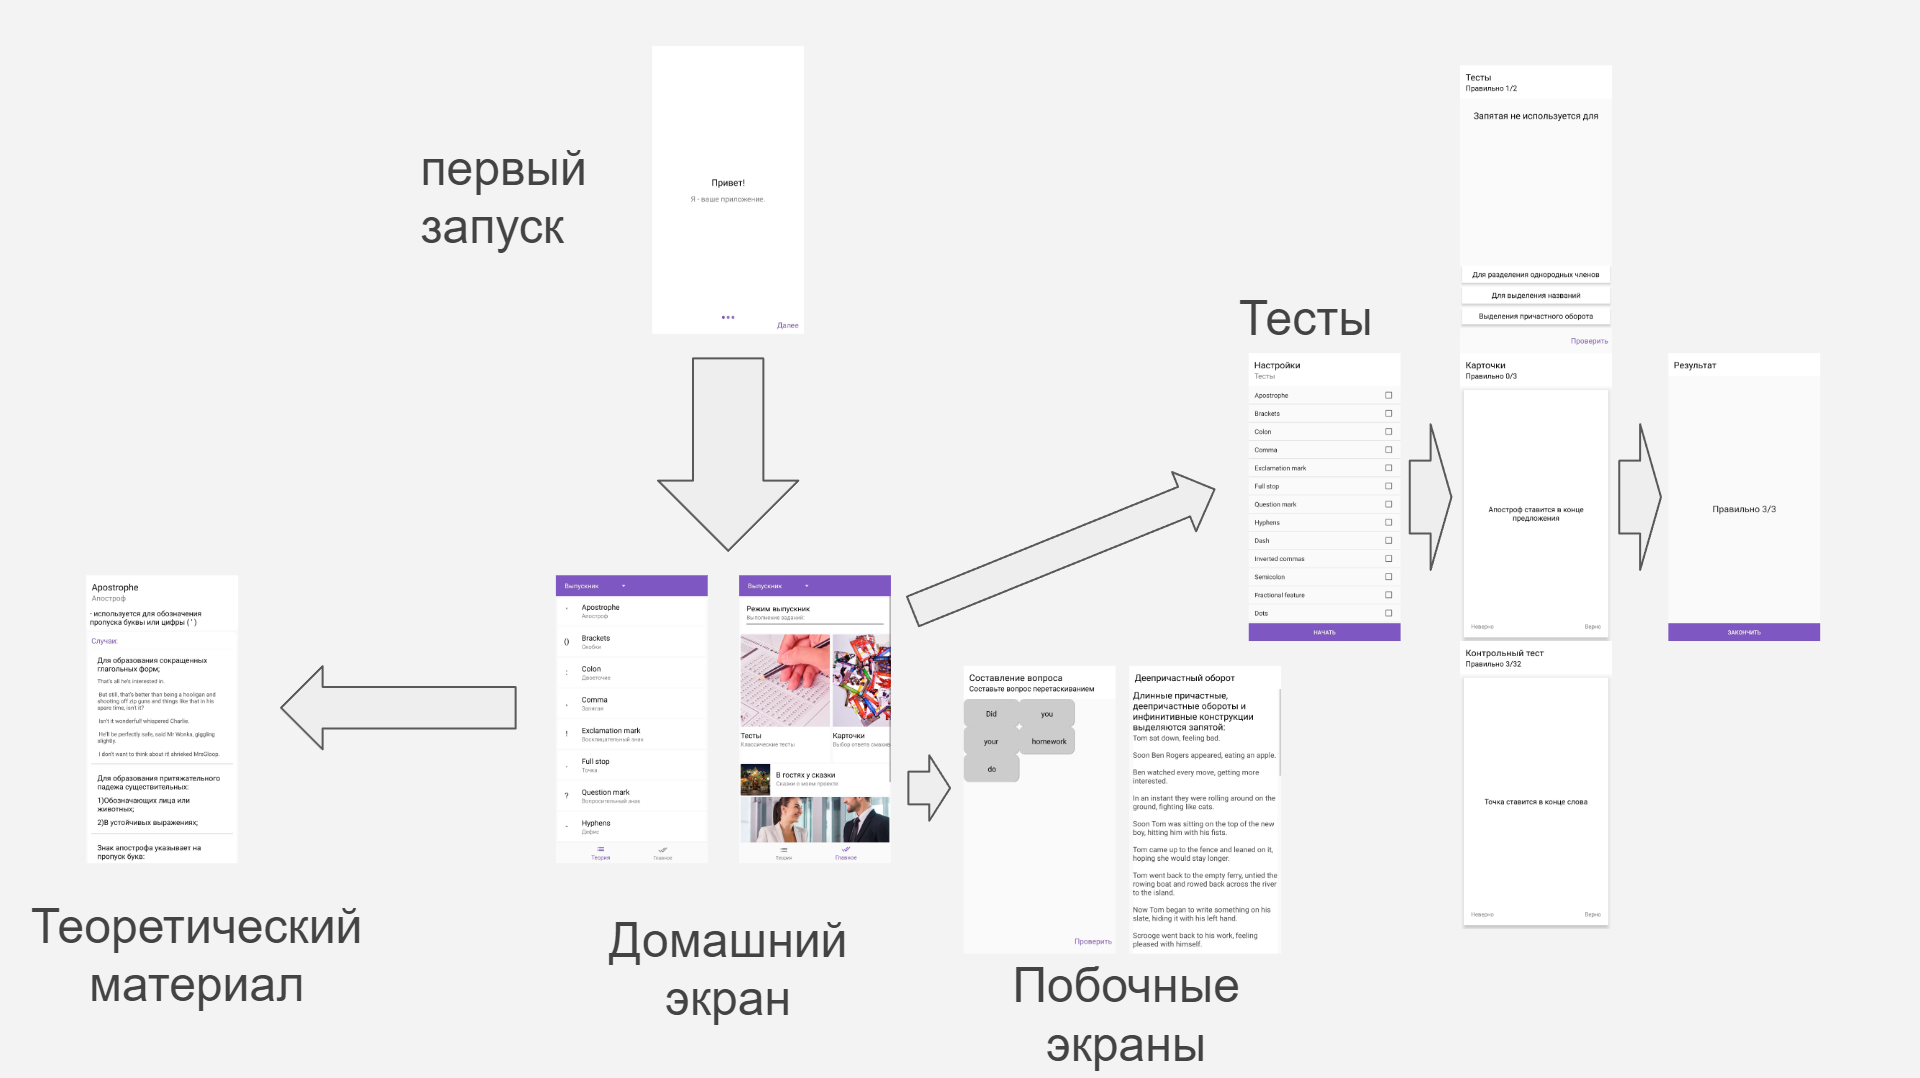 первый
запуск
Привет!
Я - ваше приложение.
Далее
Тесты
Правильно 1/2
Запятая не используется для
Для разделения однородных членов
Для выделения названий
Выделения причастного оборота
Проверить
Тесты
Настройки
Тесты
Apostrophe
Brackets
Colon
Comma
Exclamation mark
Full stop
Question mark
Hyphens
Dash
Inverted commas
Semicolon
Fractional feature
Dots
НАЧАТЬ
Карточки
Правильно 0/3
Апостроф ставится в конце
предложения
Неверно
Верно
Результат
Правильно 3/3
ЗАКОНЧИТЬ
Контрольный тест
Правильно 3/32
Точка ставится в конце слова
Неверно
Верно
Apostrophe
Апостроф
- используется для обозначения
пропуска буквы или цифры ( ' )
Случаи:
Для образования сокращенных
глагольных форм;
That's all he's interested in.
But still, that's better than being a hooligan and
shooting off zip guns and things like that in his
spare time, isn't it?
Isn't it wonderful! whispered Charlie.
He'll be perfectly safe, said Mr Wonka, giggling
slightly.
I don't want to think about it! shrieked MrsGloop.
Для образования притяжательного
падежа существительных:
1)Обозначающих лица или
животных;
2)В устойчивых выражениях;
Знак апострофа указывает на
пропуск букв:
Теоретический
материал
Выпускник
Apostrophe
Апостроф
() Brackets
Скобки
: Colon
Двоеточие
, Comma
Запятая
! Exclamation mark
Восклицательный знак
. Full stop
Точка
? Question mark
Вопросительный знак
- Hyphens
Дефис
Теория
Главное
Выпускник
Режим выпускник
Выполнение заданий:
Тесты
Классические тесты
Карточки
Выбор ответа
В гостях у сказки
Сказки о моем проекте
Теория
Главное
Домашний
экран
Составление вопроса
Составьте вопрос перетаскиванием
Did
you
your
homework
do
Проверить
Деепричастный оборот
Длинные причастные,
деепричастные обороты и
инфинитивные конструкции
выделяются запятой:
Tom sat down, feeling bad.
Soon Ben Rogers appeared, eating an apple.
Ben watched every move, getting more
interested.
In an instant they were rolling around on the
ground, fighting like cats.
Soon Tom was sitting on the top of the new
boy, hitting him with his fists.
Tom came up to the fence and leaned on it,
hoping she would stay longer.
Tom went back to the empty ferry, untied the
rowing boat and rowed back across the river
to the island.
Now Tom began to write something on his
slate, hiding it with his left hand.
Scrooge went back to his work, feeling
pleased with himself.
Побочные
экраны